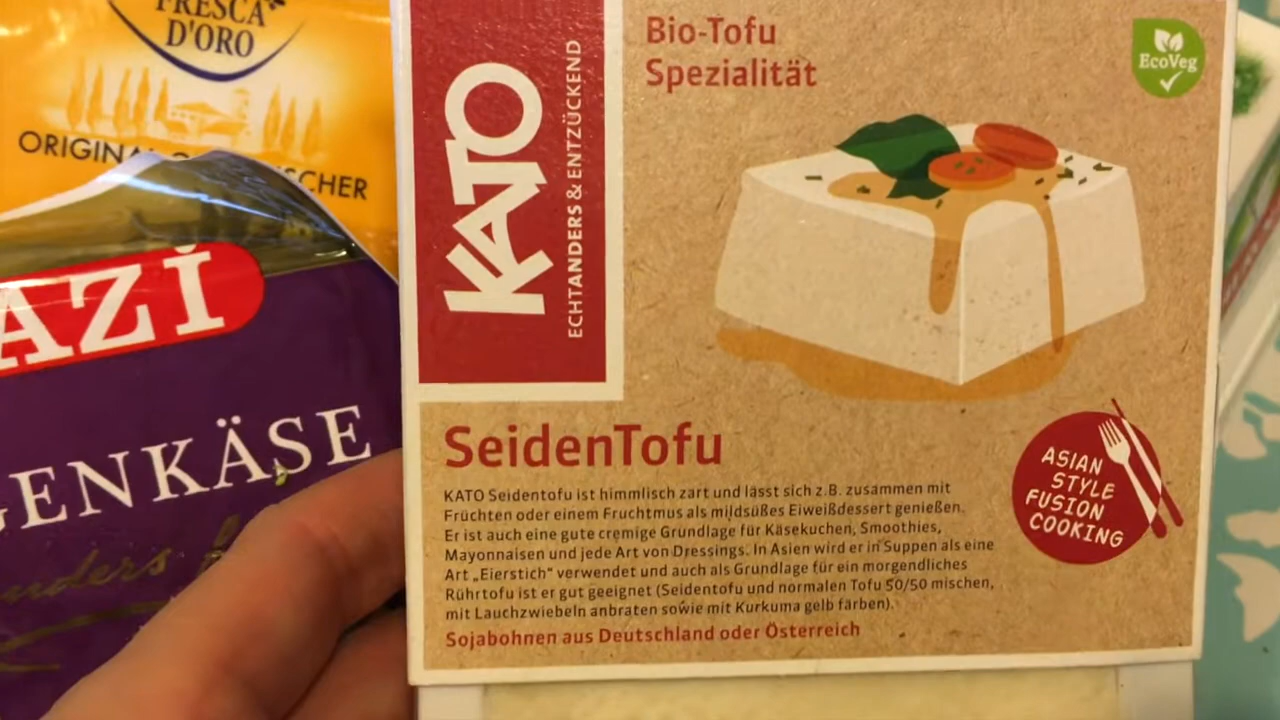 FRESCA
D'ORO
ORIGINAL
SCHER
AZİ
GENKÄSE
KATO
ECHTANDERS & ENTZÜCKEND
Bio-Tofu
Spezialität
EcoVeg
SeidenTofu
KATO Seidentofu ist himmlisch zart und lässt sich z.B. zusammen mit
Früchten oder einem Fruchtmus als mildsüßes Eiweißdessert genießen.
Er ist auch eine gute cremige Grundlage für Käsekuchen, Smoothies,
Mayonnaisen und jede Art von Dressings. In Asien wird er in Suppen als eine
Art „Eierstich“ verwendet und auch als Grundlage für ein morgendliches
Rührtofu ist er gut geeignet (Seidentofu und normalen Tofu 50/50 mischen,
mit Lauchzwiebeln anbraten sowie mit Kurkuma gelb färben).
Sojabohnen aus Deutschland oder Österreich
ASIAN
STYLE
FUSION
COOKING